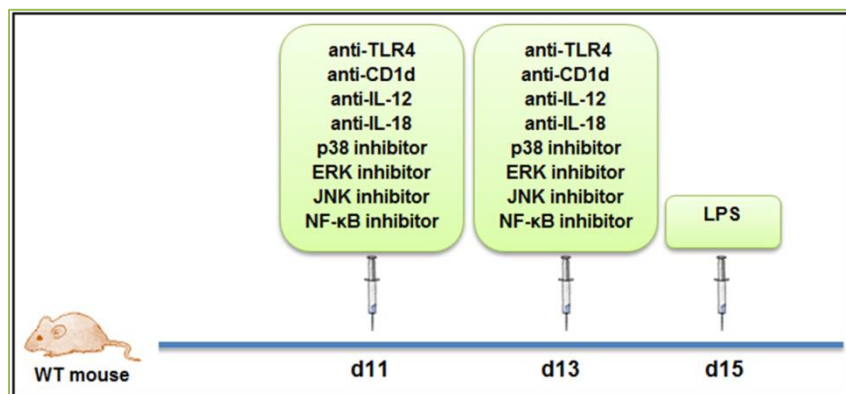 anti-TLR4
anti-CD1d
anti-IL-12
anti-IL-18
p38 inhibitor
ERK inhibitor
JNK inhibitor
NF-κB inhibitor
anti-TLR4
anti-CD1d
anti-IL-12
anti-IL-18
p38 inhibitor
ERK inhibitor
JNK inhibitor
NF-κB inhibitor
LPS
WT mouse
d11
d13
d15